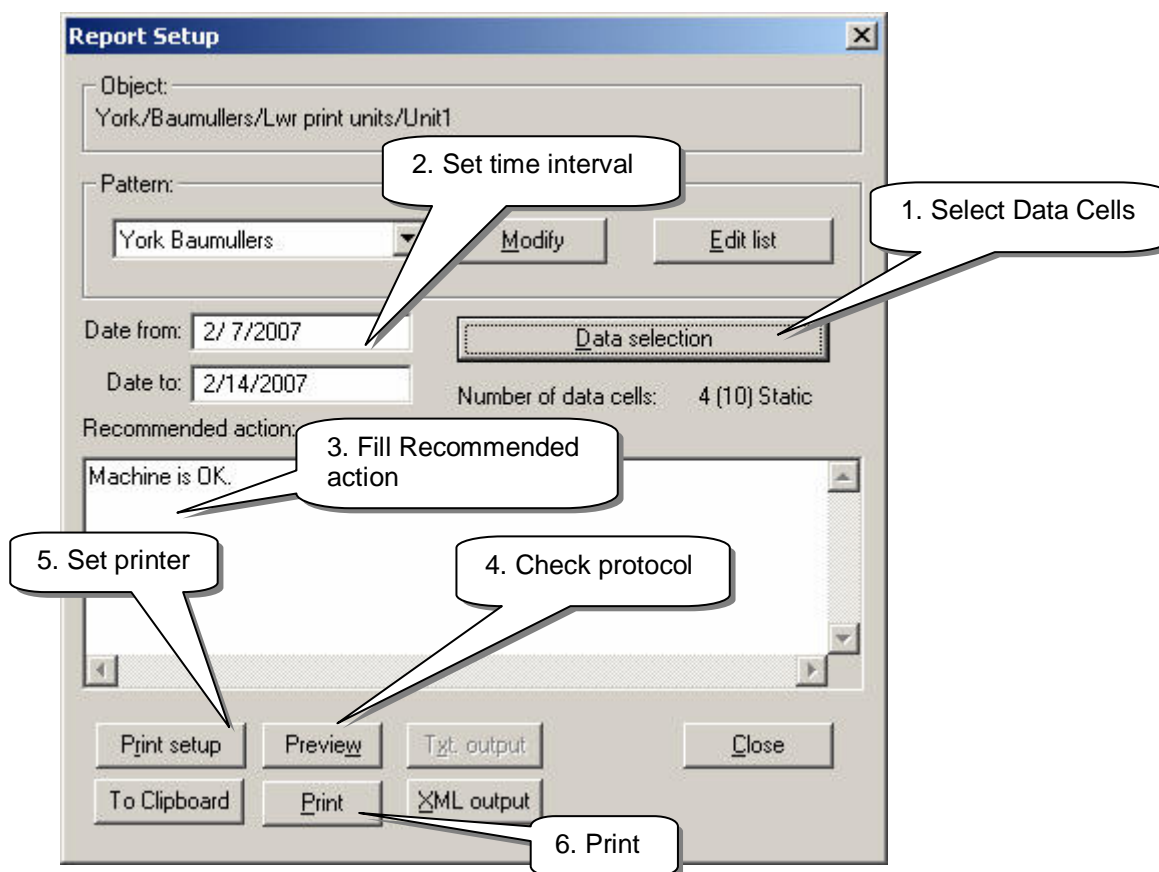 Report Setup
Object:
York/Baumullers/Lwr print units/Unit1
2. Set time interval
Pattern:
1. Select Data Cells
York Baumullers
Modify
Edit list
Date from: 2/ 7/2007
Data selection
Date to: 2/14/2007
Number of data cells: 4 (10) Static
Recommended action:
3. Fill Recommended
action
Machine is OK.
5. Set printer
4. Check protocol
Print setup
Preview
Txt. output
Close
To Clipboard
Print
XML output
6. Print